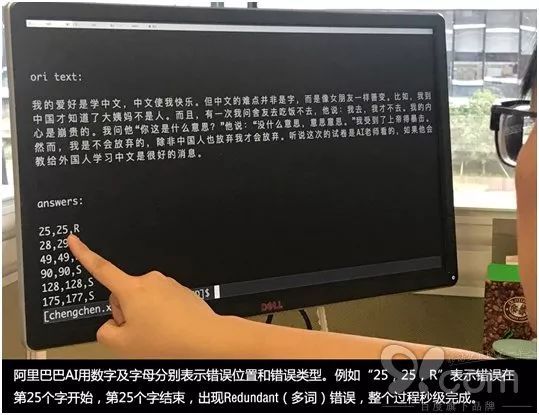 ori text:
我的爱好是学中文，中文使我快乐。但中文的难点并非是字，而是像女朋友一样善变。比如，我到
中国才知道了大姨妈不是人。而且，有一次我问舍友去吃饭不去，他说：我去，我才不去。我的内
心是崩贵的。我问他“你这是什么意思？”他说：“没什么意思，意思意思。”我受到了上帝得暴击。
然而，我是不会放弃的，除非中国人也放弃我才会放弃。听说这次的试卷是AI老师看的，如果他会
教给外国人学习中文是很好的消息。
answers:
25,25,R
28,29
49,49,
90,90,S
128,128,S
175,177,S
[chengchen.x ]$
DELL
阿里巴巴AI用数字及字母分别表示错误位置和错误类型。例如“25，25，R”表示错误在
第25个字开始，第25个字结束，出现Redundant（多词）错误，整个过程秒级完成。
.com
百度旗下品牌